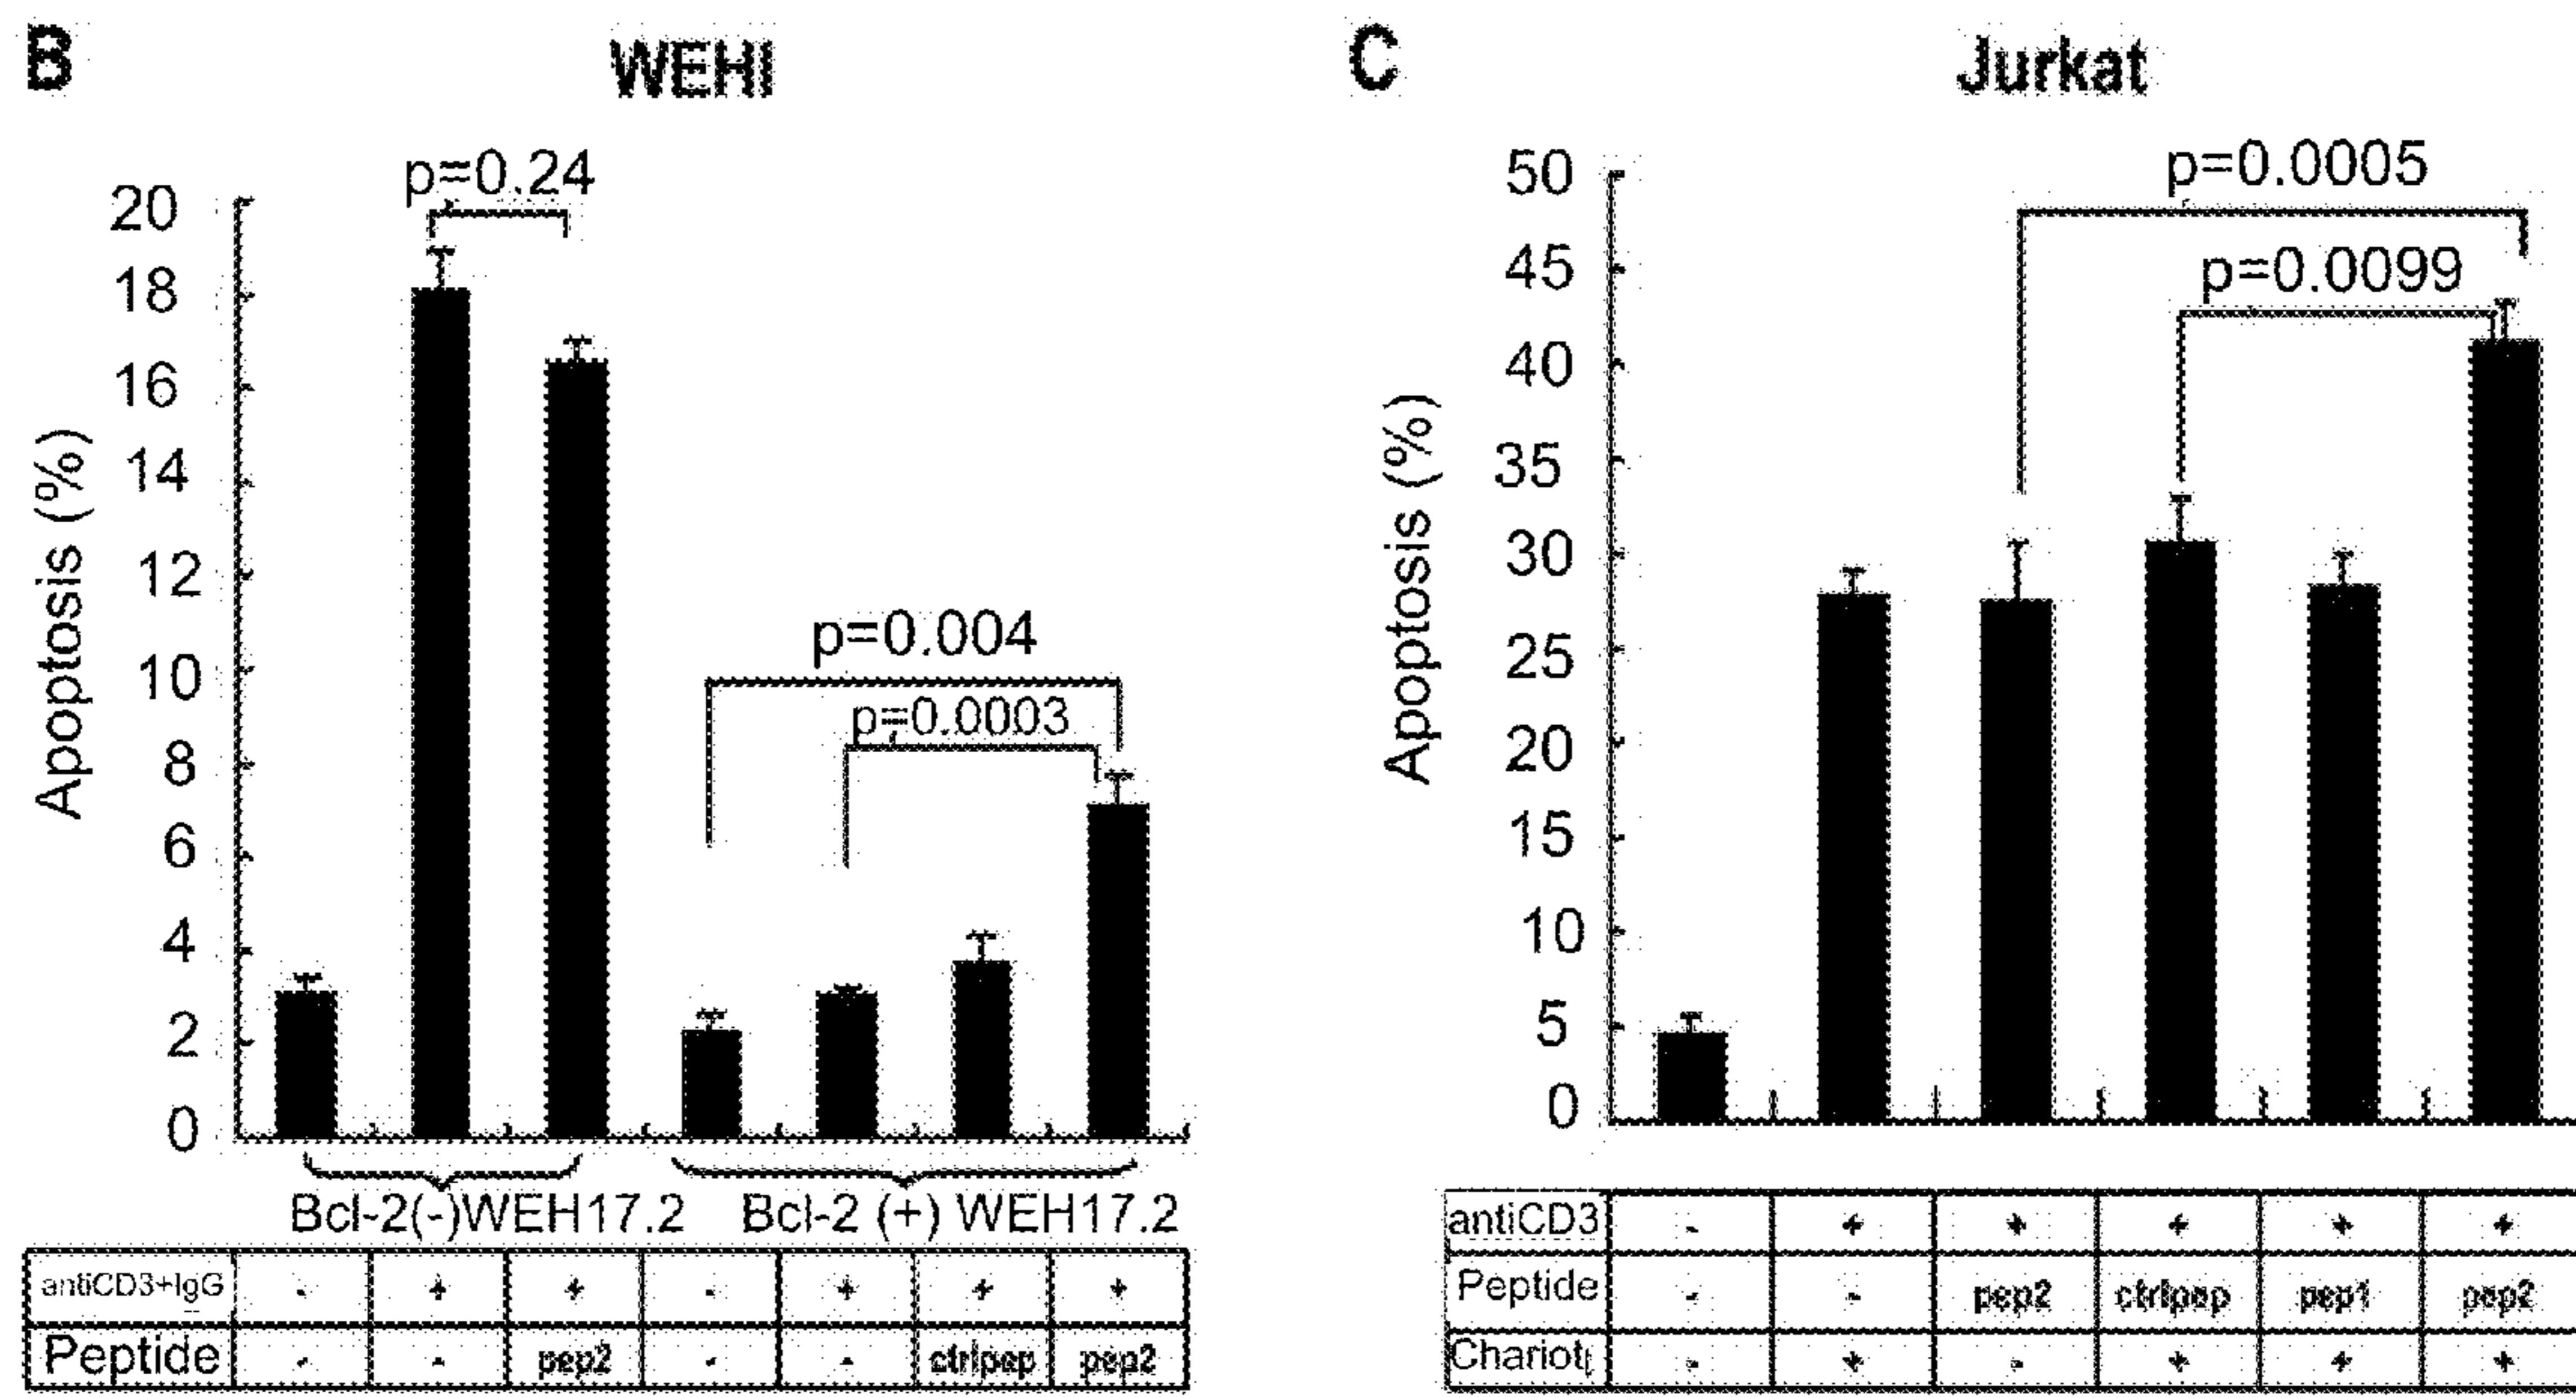 B
WEHI
p=0.24
20
18
16
14
12
10
8
6
4
2
0
Apoptosis (%)
p=0.004
p=0.0003
Bcl-2(-)WEH17.2 Bcl-2 (+) WEH17.2
antiCD3+IgG - + + - + + +
Peptide - - pep2 - - ctrlpep pep2
C
Jurkat
p=0.0005
p=0.0099
50
45
40
35
30
25
20
15
10
5
0
Apoptosis (%)
antiCD3 - + + + + +
Peptide - - pep2 ctrlpep pep1 pep2
Chariot - + - + + +